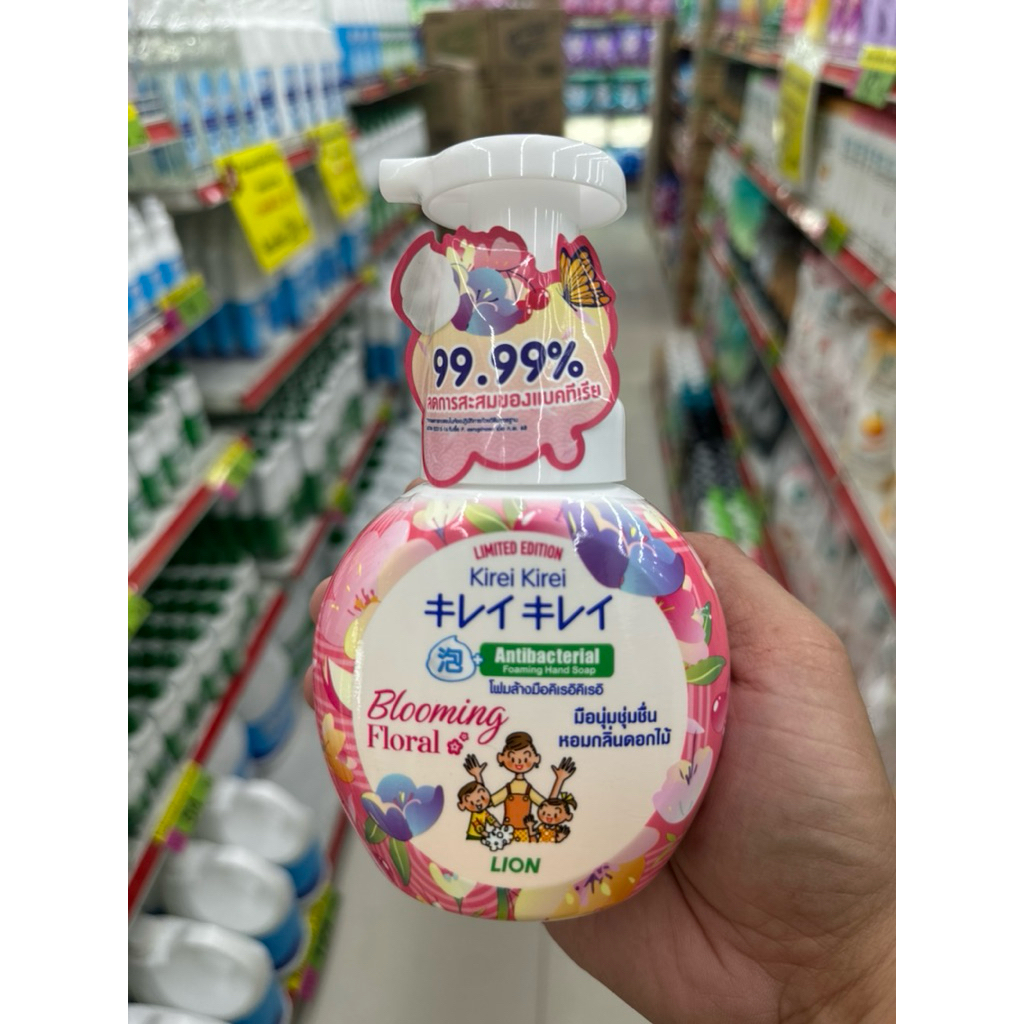 99.99%
ลดการสะสมของแบคทีเรีย
LIMITED EDITION
Kirei Kirei
キレイ キレイ
泡 + Antibacterial
Foaming Hand Soap
โฟมล้างมือคิเรอิคิเรอิ
Blooming
Floral
มือนุ่มชุ่มชื่น
หอมกลิ่นดอกไม้
LION